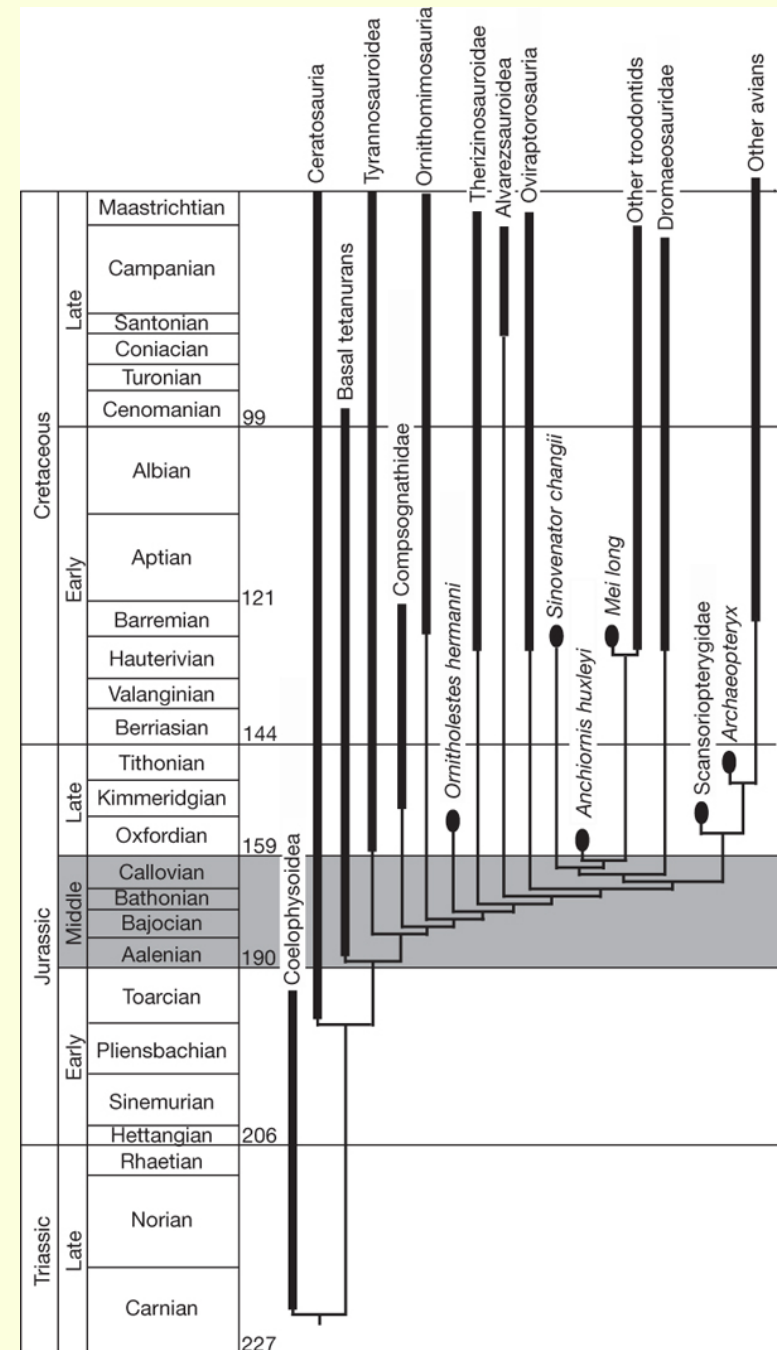 Ceratosauria
Tyrannosauroidea
Ornithomimosauria
Therizinosauroidae
Alvarezsauroidea
Oviraptorosauria
Other troodontids
Dromaeosauridae
Other avians
Basal tetanurans
Compsognathidae
Ornitholestes hermanni
Sinovenator changii
Anchiornis huxleyi
Mei long
Scansoriopterygidae
Archaeopteryx
Coelophysoidea
Cretaceous
Late
Maastrichtian
Campanian
Santonian
Coniacian
Turonian
Cenomanian
99
Early
Albian
Aptian
121
Barremian
Hauterivian
Valanginian
Berriasian
144
Jurassic
Late
Tithonian
Kimmeridgian
Oxfordian
159
Middle
Callovian
Bathonian
Bajocian
Aalenian
190
Early
Toarcian
Pliensbachian
Sinemurian
Hettangian
206
Triassic
Late
Rhaetian
Norian
Carnian
227